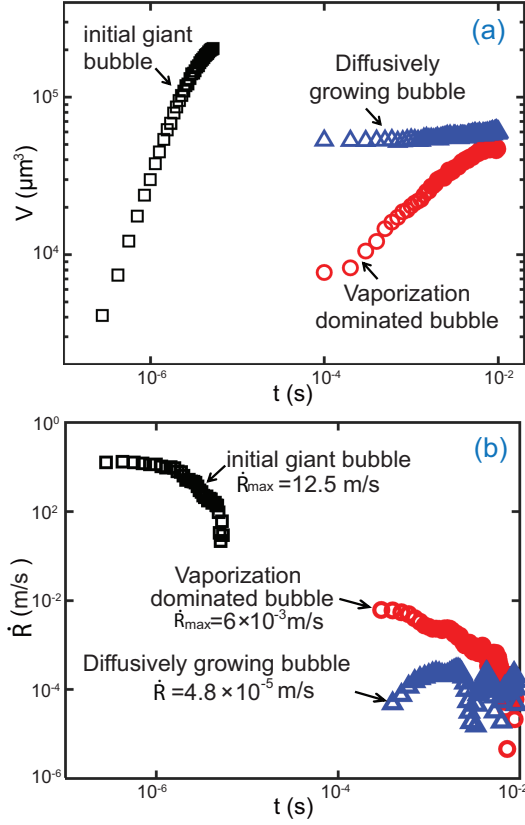 (a)
initial giant
bubble
Diffusively
growing bubble
Vaporization
dominated bubble
V (μm³)
10⁵
10⁴
10⁻⁶
10⁻⁴
10⁻²
t (s)
(b)
10⁰
initial giant bubble
Ṙmax =12.5 m/s
10²
Vaporization
dominated bubble
Ṙmax=6×10⁻³m/s
Diffusively growing bubble
Ṙ =4.8×10⁻⁵ m/s
Ṙ (m/s)
10⁻²
10⁻⁴
10⁻⁶
10⁻⁶
10⁻⁴
10⁻²
t (s)